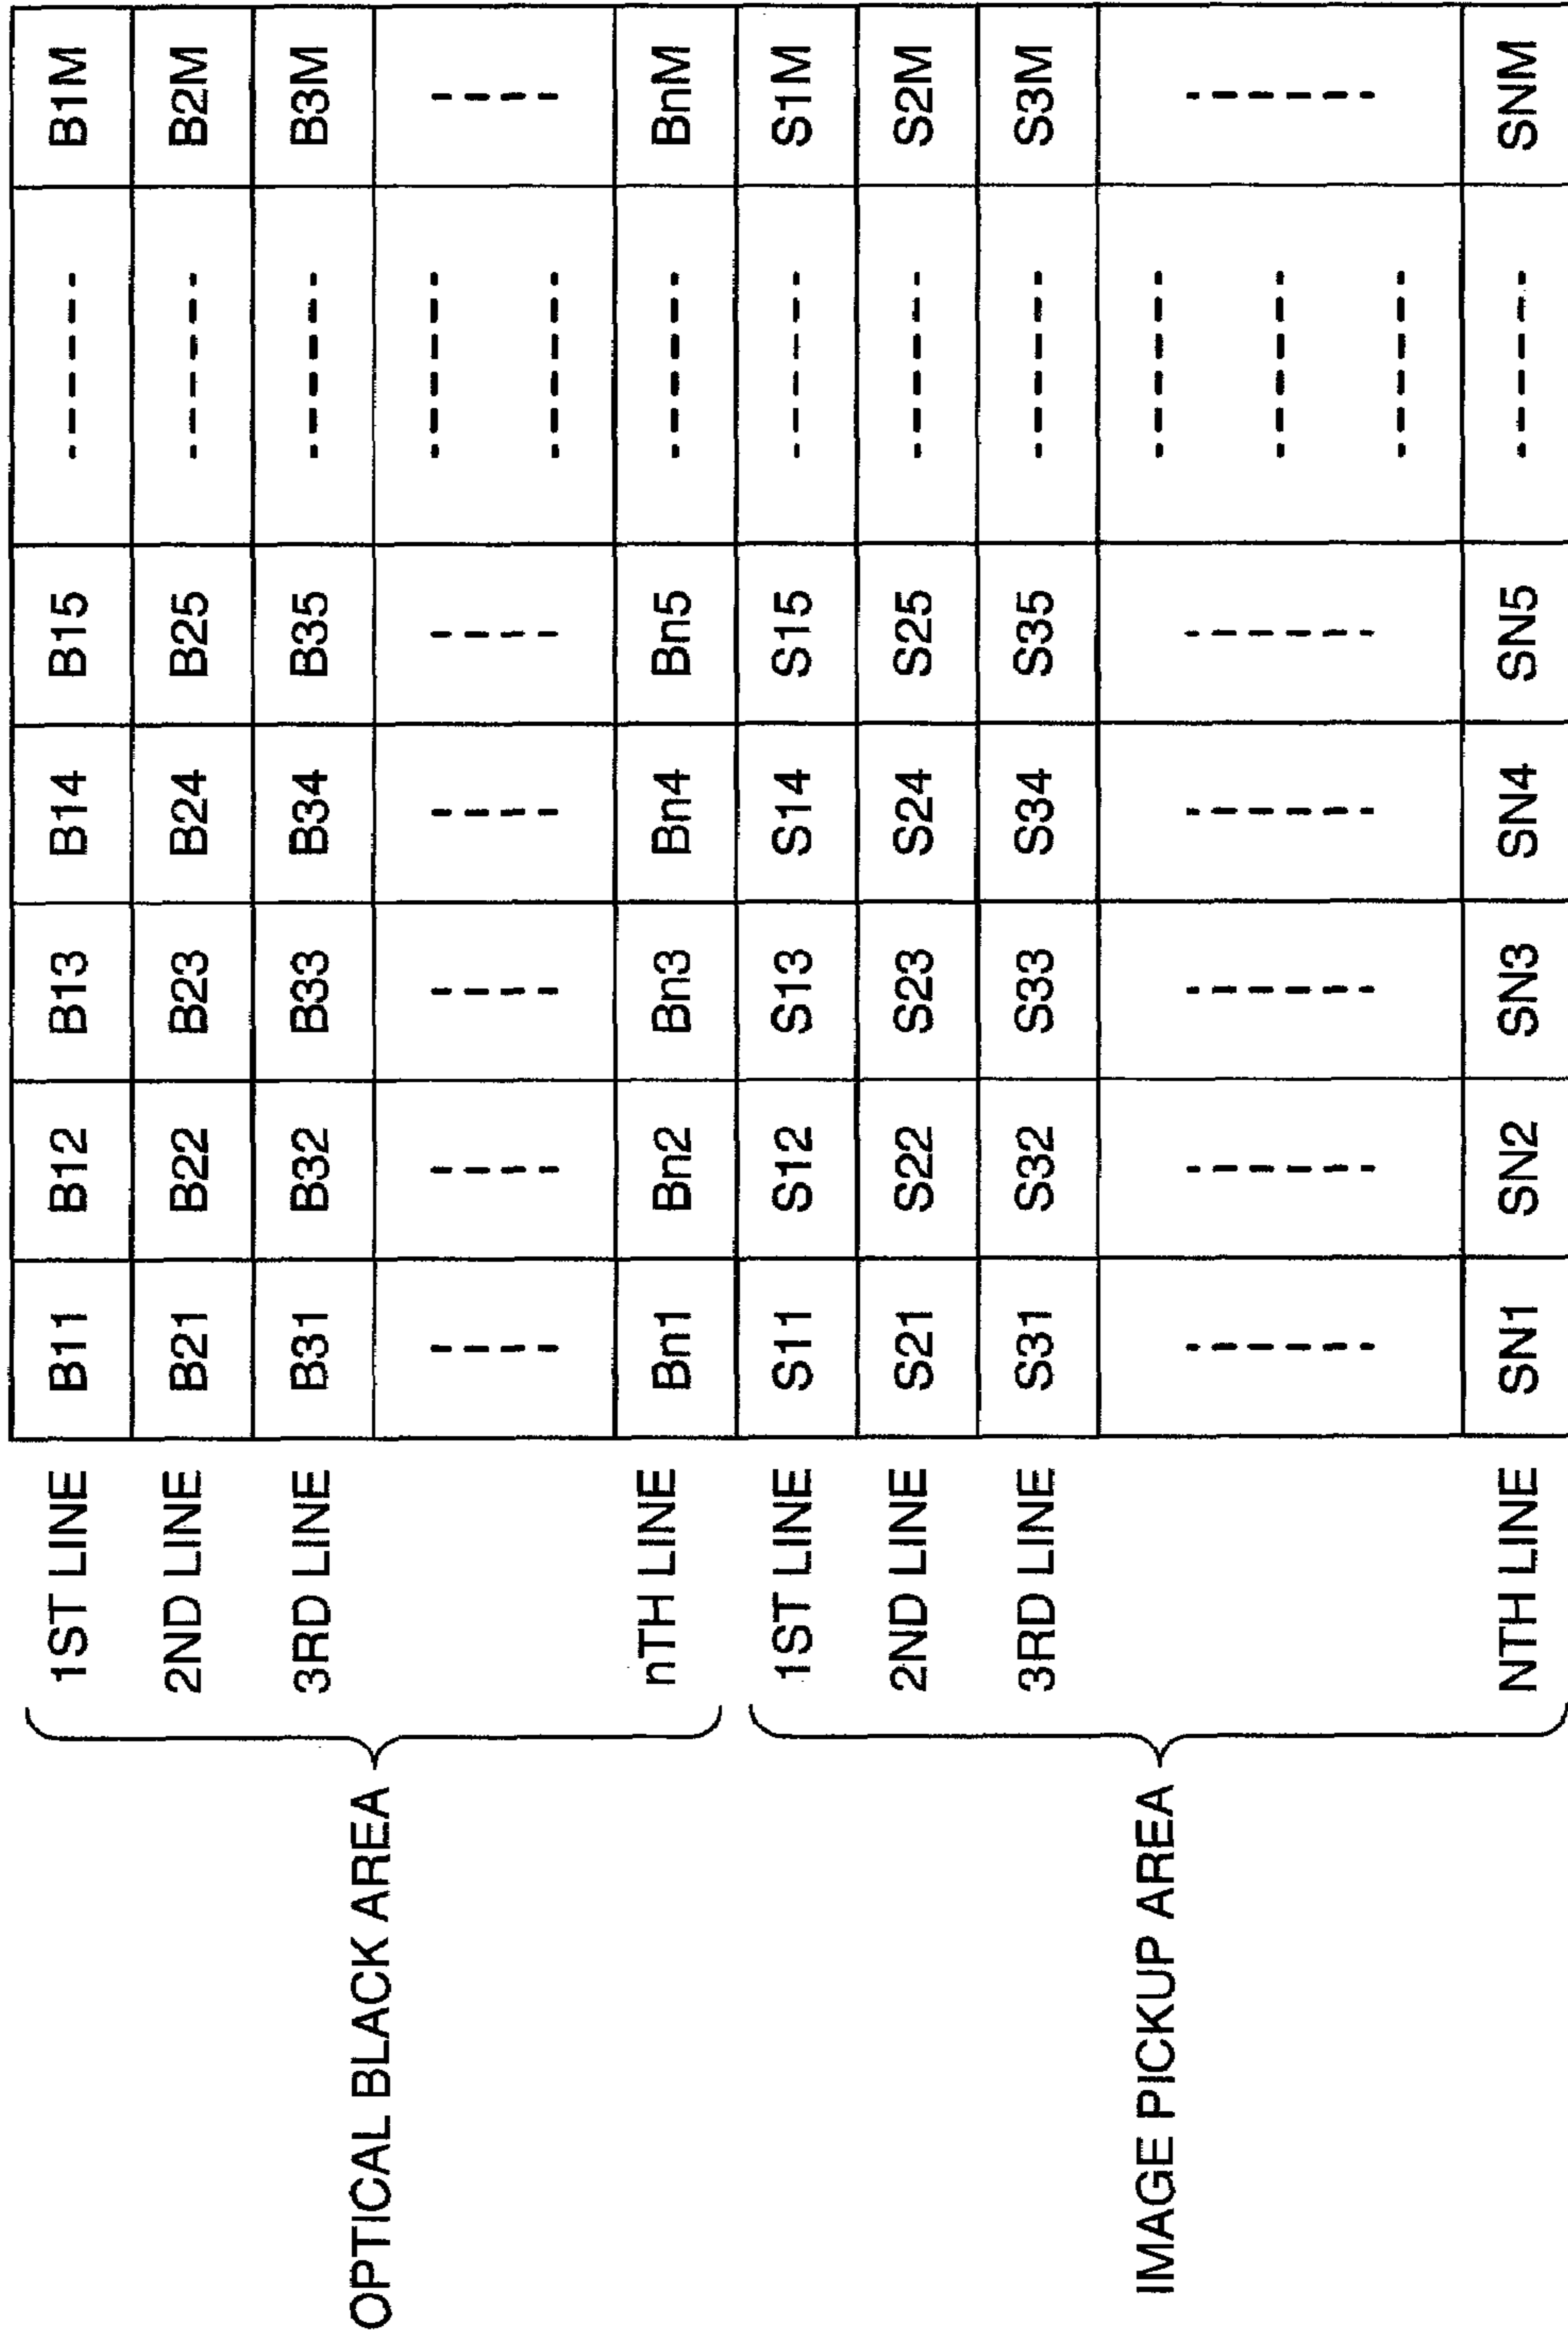 1ST LINE B11 B12 B13 B14 B15 ------ B1M
2ND LINE B21 B22 B23 B24 B25 ------ B2M
OPTICAL BLACK AREA
3RD LINE B31 B32 B33 B34 B35 ------ B3M
nTH LINE Bn1 Bn2 Bn3 Bn4 Bn5 ------ BnM
1ST LINE S11 S12 S13 S14 S15 ------ S1M
2ND LINE S21 S22 S23 S24 S25 ------ S2M
3RD LINE S31 S32 S33 S34 S35 ------ S3M
IMAGE PICKUP AREA
NTH LINE SN1 SN2 SN3 SN4 SN5 ------ SNM